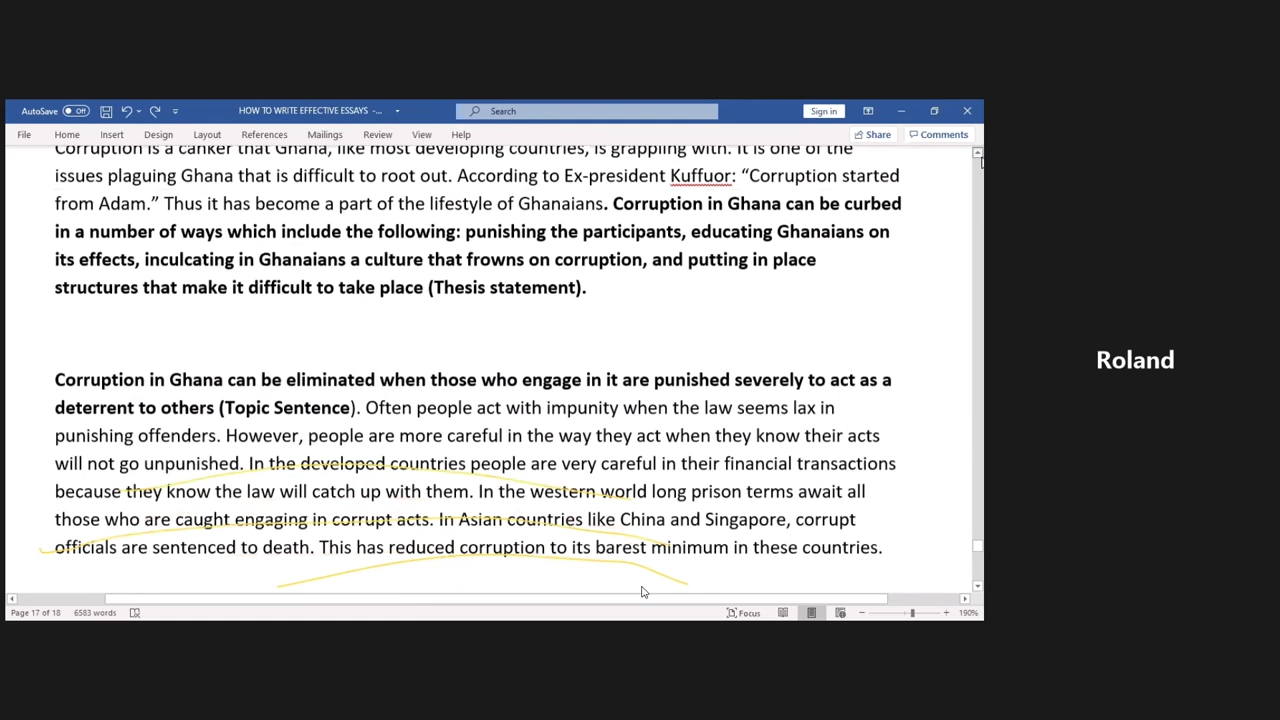 AutoSave Off HOW TO WRITE EFFECTIVE ESSAYS -... Search Sign in
File Home Insert Design Layout References Mailings Review View Help Share Comments
Corruption is a canker that Ghana, like most developing countries, is grappling with. It is one of the
issues plaguing Ghana that is difficult to root out. According to Ex-president Kuffuor: “Corruption started
from Adam.” Thus it has become a part of the lifestyle of Ghanaians. Corruption in Ghana can be curbed
in a number of ways which include the following: punishing the participants, educating Ghanaians on
its effects, inculcating in Ghanaians a culture that frowns on corruption, and putting in place
structures that make it difficult to take place (Thesis statement).
Corruption in Ghana can be eliminated when those who engage in it are punished severely to act as a
deterrent to others (Topic Sentence). Often people act with impunity when the law seems lax in
punishing offenders. However, people are more careful in the way they act when they know their acts
will not go unpunished. In the developed countries people are very careful in their financial transactions
because they know the law will catch up with them. In the western world long prison terms await all
those who are caught engaging in corrupt acts. In Asian countries like China and Singapore, corrupt
officials are sentenced to death. This has reduced corruption to its barest minimum in these countries.
Page 17 of 18 6583 words Focus 190%
Roland